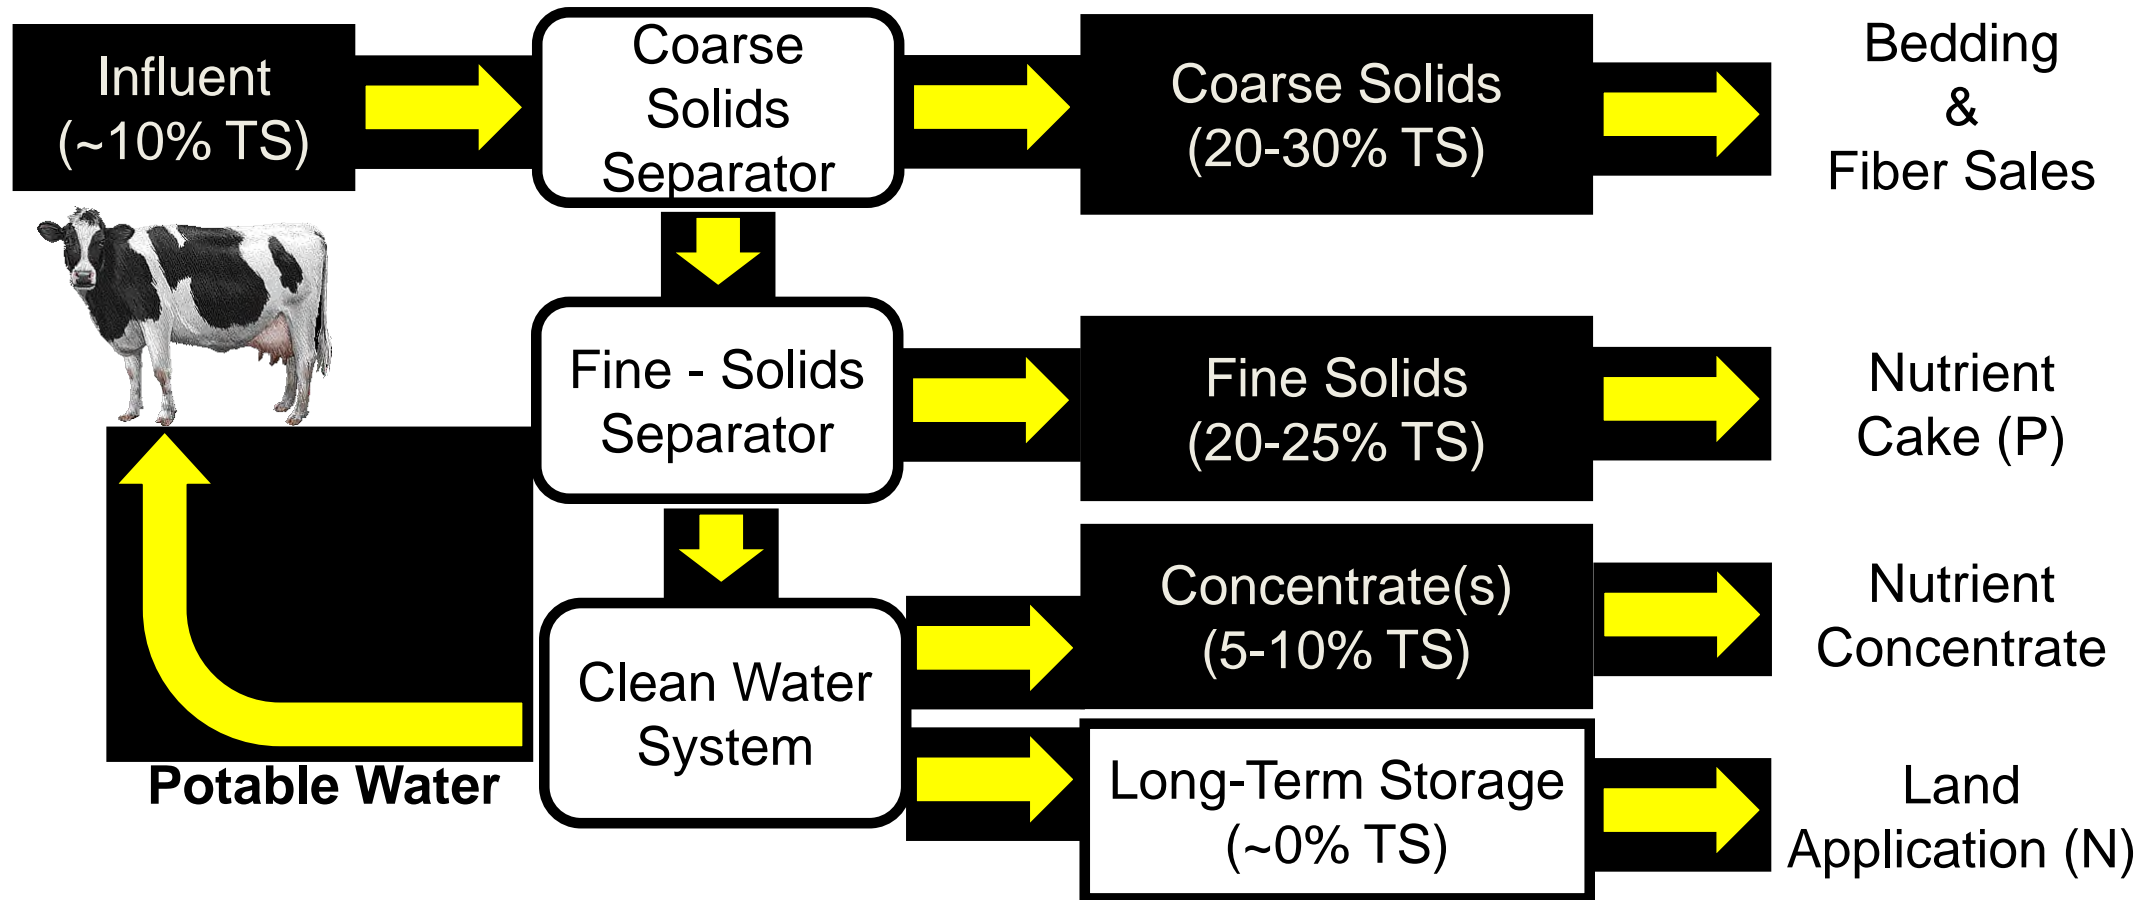 Influent
(~10% TS)
Coarse
Solids
Separator
Coarse Solids
(20-30% TS)
Bedding
&
Fiber Sales
Fine - Solids
Separator
Fine Solids
(20-25% TS)
Nutrient
Cake (P)
Clean Water
System
Concentrate(s)
(5-10% TS)
Nutrient
Concentrate
Potable Water
Long-Term Storage
(~0% TS)
Land
Application (N)